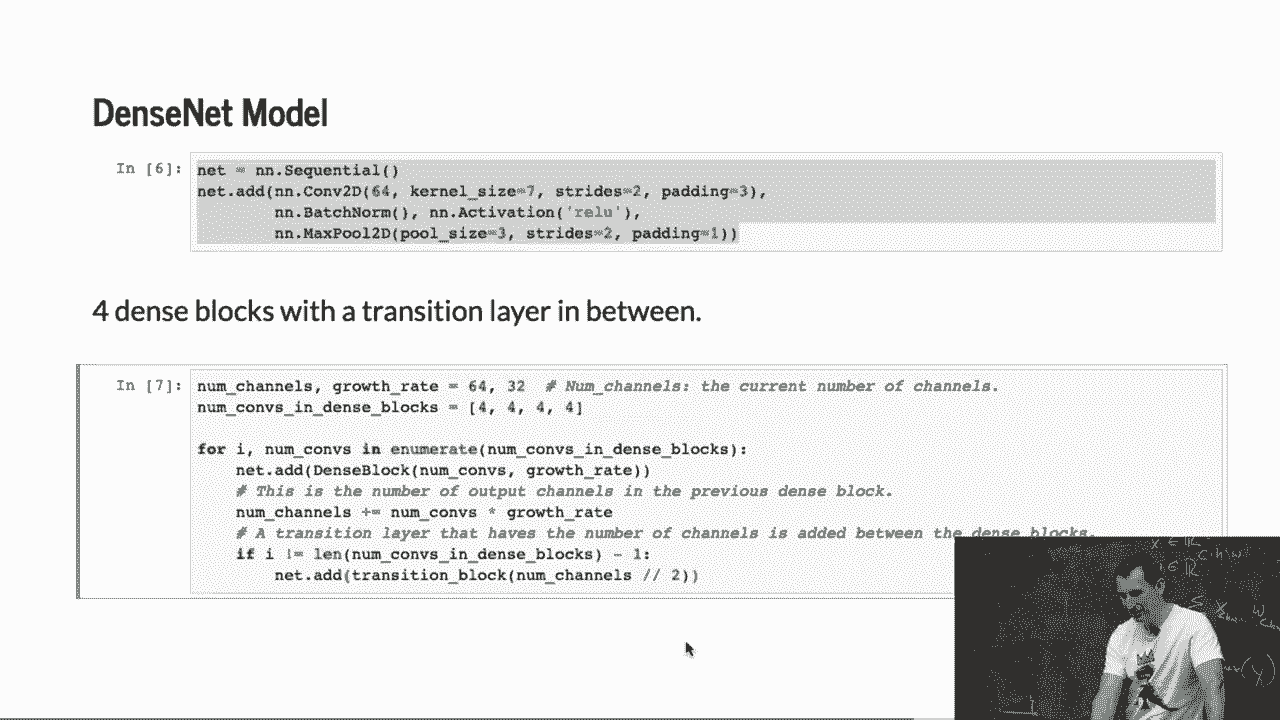 DenseNet Model
In [6]:
net = nn.Sequential()
net.add(nn.Conv2D(64, kernel_size=7, strides=2, padding=3),
nn.BatchNorm(), nn.Activation('relu'),
nn.MaxPool2D(pool_size=3, strides=2, padding=1))
4 dense blocks with a transition layer in between.
In [7]:
num_channels, growth_rate = 64, 32  # Num_channels: the current number of channels.
num_convs_in_dense_blocks = [4, 4, 4, 4]
for i, num_convs in enumerate(num_convs_in_dense_blocks):
net.add(DenseBlock(num_convs, growth_rate))
# This is the number of output channels in the previous dense block.
num_channels += num_convs * growth_rate
# A transition layer that haves the number of channels is added between the dense blocks.
if i != len(num_convs_in_dense_blocks) - 1:
net.add(transition_block(num_channels // 2))